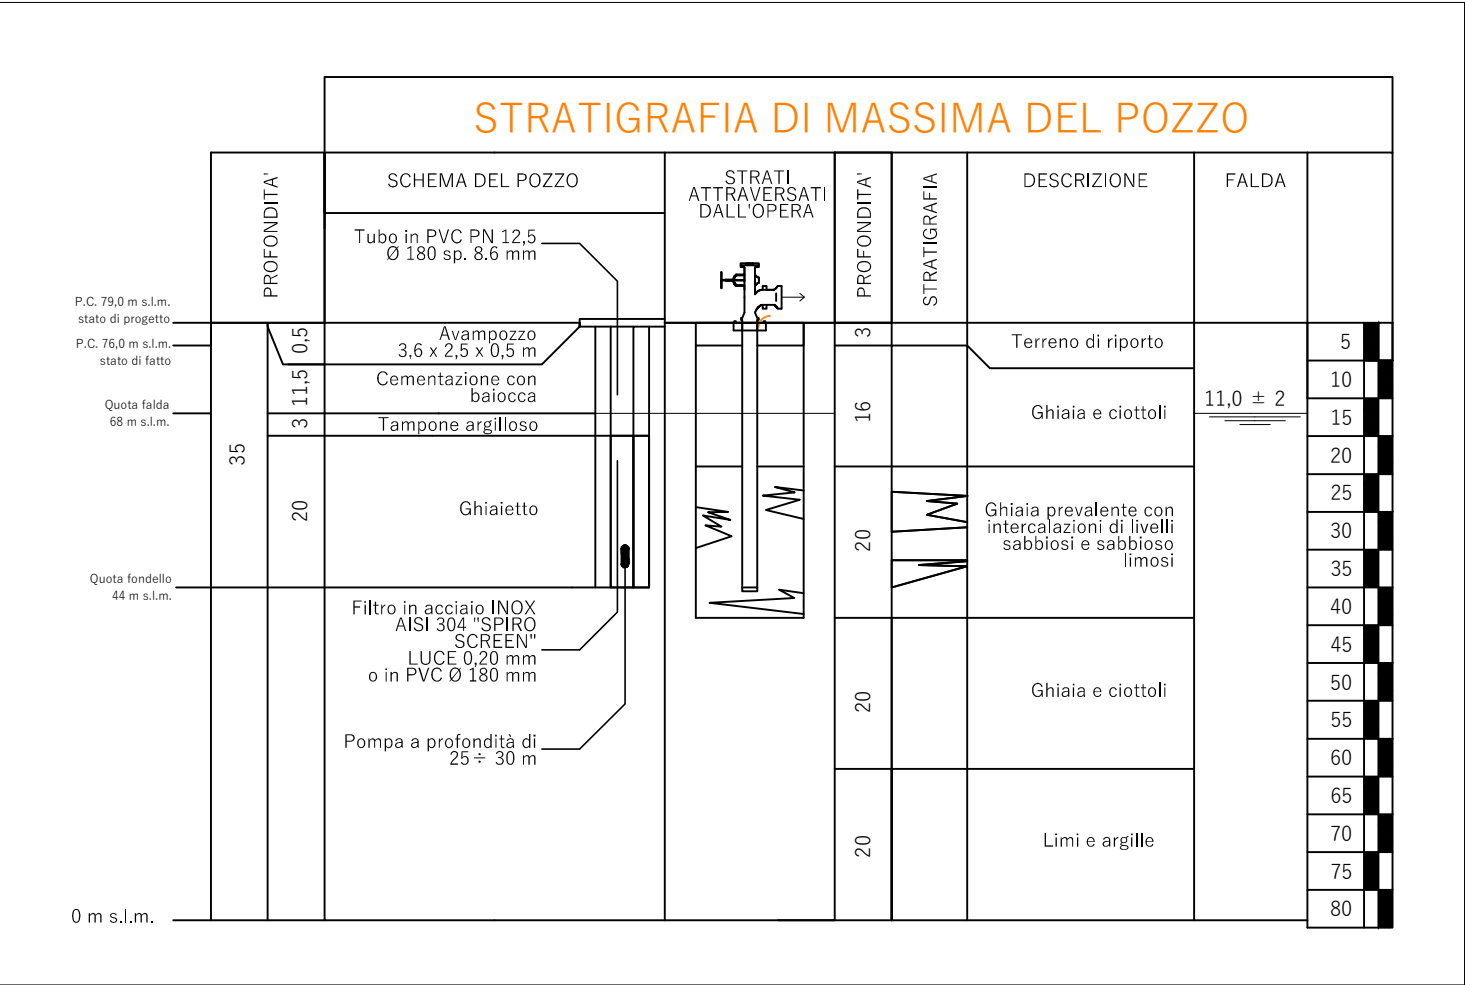 STRATIGRAFIA DI MASSIMA DEL POZZO
PROFONDITA'
SCHEMA DEL POZZO
STRATI
ATTRAVERSATI
DALL'OPERA
PROFONDITA'
STRATIGRAFIA
DESCRIZIONE
FALDA
Tubo in PVC PN 12,5
Ø 180 sp. 8.6 mm
P.C. 79,0 m s.l.m.
stato di progetto
P.C. 76,0 m s.l.m.
stato di fatto
Quota falda
68 m s.l.m.
Quota fondello
44 m s.l.m.
0 m s.l.m.
35
0,5
11,5
3
20
Avampozzo
3,6 x 2,5 x 0,5 m
Cementazione con
baiocca
Tampone argilloso
Ghiaietto
Filtro in acciaio INOX
AISI 304 "SPIRO
SCREEN"
LUCE 0,20 mm
o in PVC Ø 180 mm
Pompa a profondità di
25÷ 30 m
3
16
20
20
20
Terreno di riporto
Ghiaia e ciottoli
Ghiaia prevalente con
intercalazioni di livelli
sabbiosi e sabbioso
limosi
Ghiaia e ciottoli
Limi e argille
11,0 ± 2
5
10
15
20
25
30
35
40
45
50
55
60
65
70
75
80